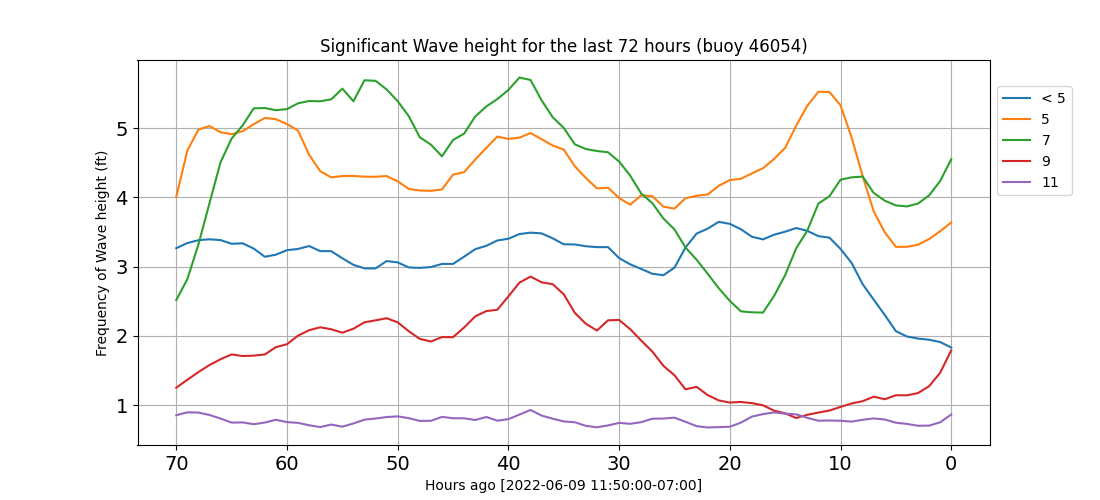 Significant Wave height for the last 72 hours (buoy 46054)
Frequency of Wave height (ft)
5
4
3
2
1
70 60 50 40 30 20 10 0
Hours ago [2022-06-09 11:50:00-07:00]
< 5
5
7
9
11